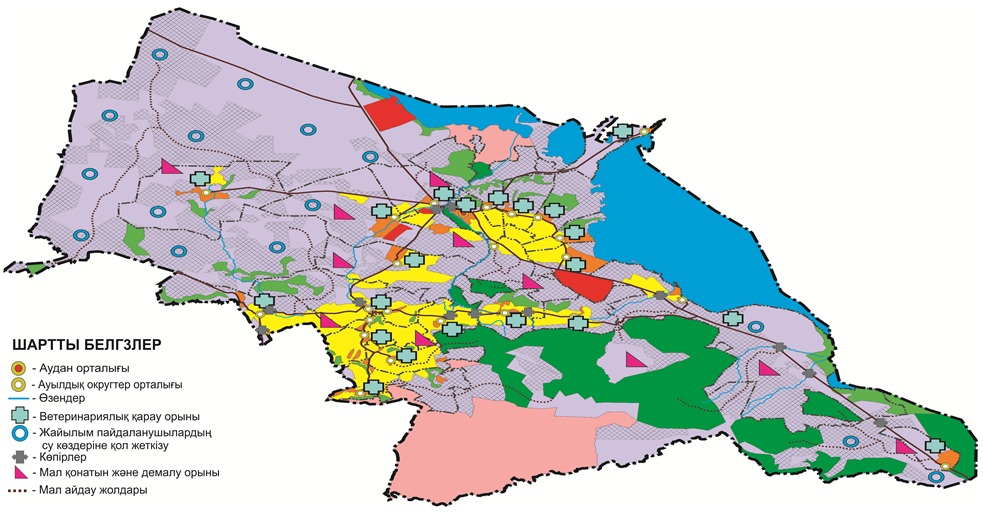 ШАРТТЫ БЕЛГЗЛЕР
- Аудан орталығы
- Ауылдық округтер орталығы
- Өзендер
- Ветеринариялық қарау орыны
- Жайылым пайдаланушылардың
су көздеріне қол жеткізу
- Көпірлер
- Мал қонатын және демалу орыны
- Мал айдау жолдары